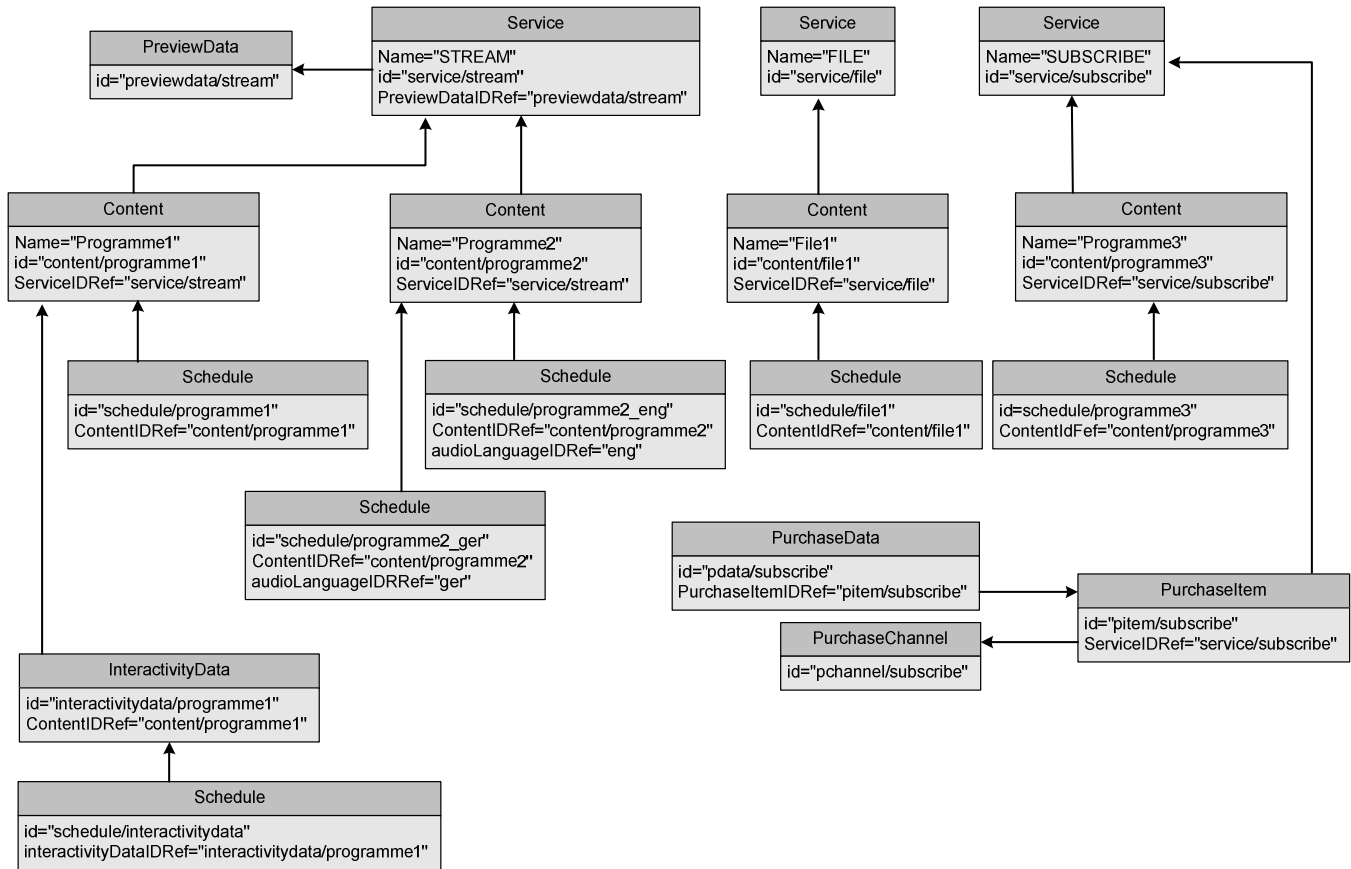 PreviewData
id="previewdata/stream"
Service
Name="STREAM"
id="service/stream"
PreviewDataIDRef="previewdata/stream"
Service
Name="FILE"
id="service/file"
Service
Name="SUBSCRIBE"
id="service/subscribe"
Content
Name="Programme1"
id="content/programme1"
ServiceIDRef="service/stream"
Content
Name="Programme2"
id="content/programme2"
ServiceIDRef="service/stream"
Content
Name="File1"
id="content/file1"
ServiceIDRef="service/file"
Content
Name="Programme3"
id="content/programme3"
ServiceIDRef="service/subscribe"
Schedule
id="schedule/programme1"
ContentIDRef="content/programme1"
Schedule
id="schedule/programme2_eng"
ContentIDRef="content/programme2"
audioLanguageIDRef="eng"
Schedule
id="schedule/file1"
ContentIdRef="content/file1"
Schedule
id=schedule/programme3"
ContentIdFef="content/programme3"
Schedule
id="schedule/programme2_ger"
ContentIDRef="content/programme2"
audioLanguageIDRRef="ger"
PurchaseData
id="pdata/subscribe"
PurchaseItemIDRef="pitem/subscribe"
PurchaseItem
id="pitem/subscribe"
ServiceIDRef="service/subscribe"
PurchaseChannel
id="pchannel/subscribe"
InteractivityData
id="interactivitydata/programme1"
ContentIDRef="content/programme1"
Schedule
id="schedule/interactivitydata"
interactivityDataIDRef="interactivitydata/programme1"